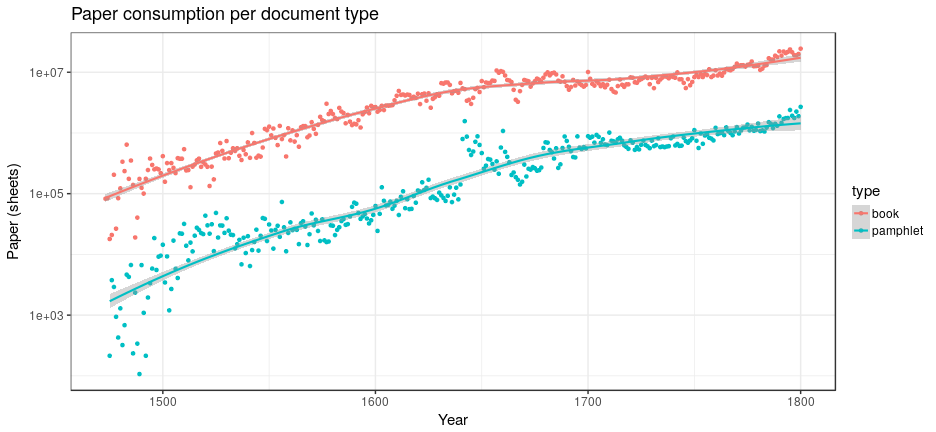 Paper consumption per document type
1e+07
1e+05
1e+03
Paper (sheets)
1500
1600
1700
1800
Year
type
book
pamphlet